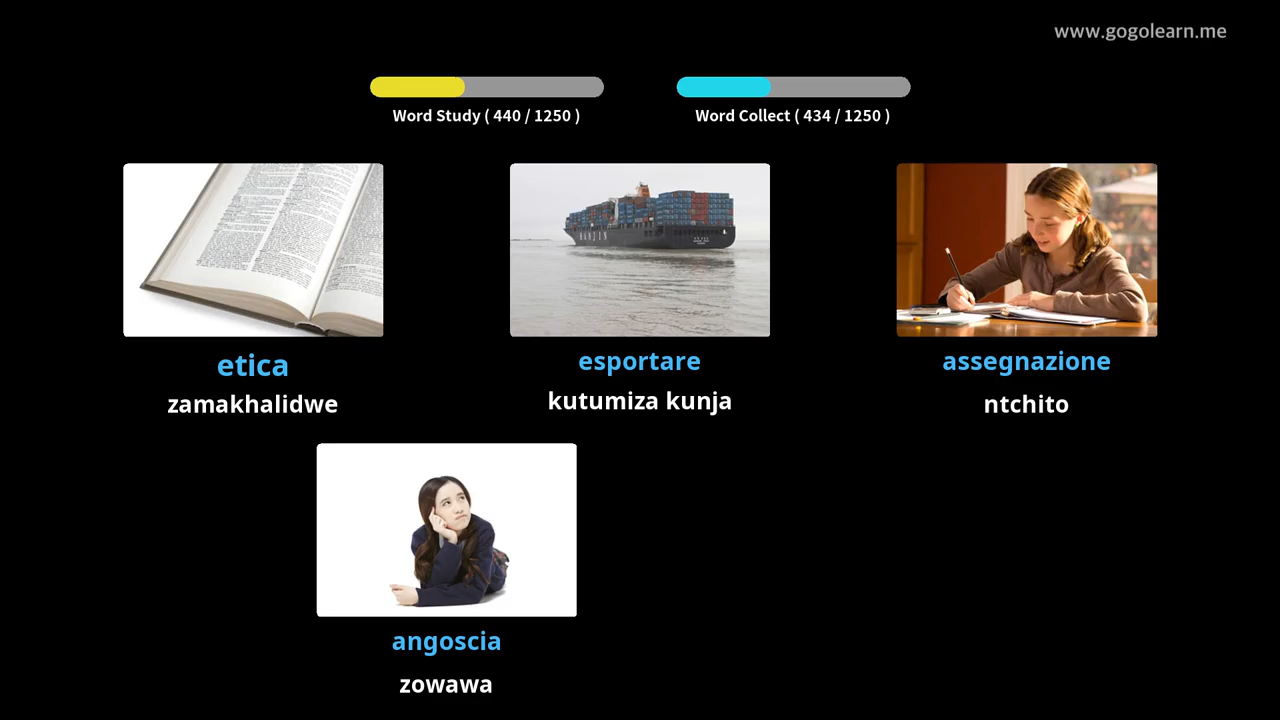 www.gogolearn.me
Word Study ( 440 / 1250 )
Word Collect ( 434 / 1250 )
HANJIN
etica
esportare
assegnazione
zamakhalidwe
kutumiza kunja
ntchito
angoscia
zowawa